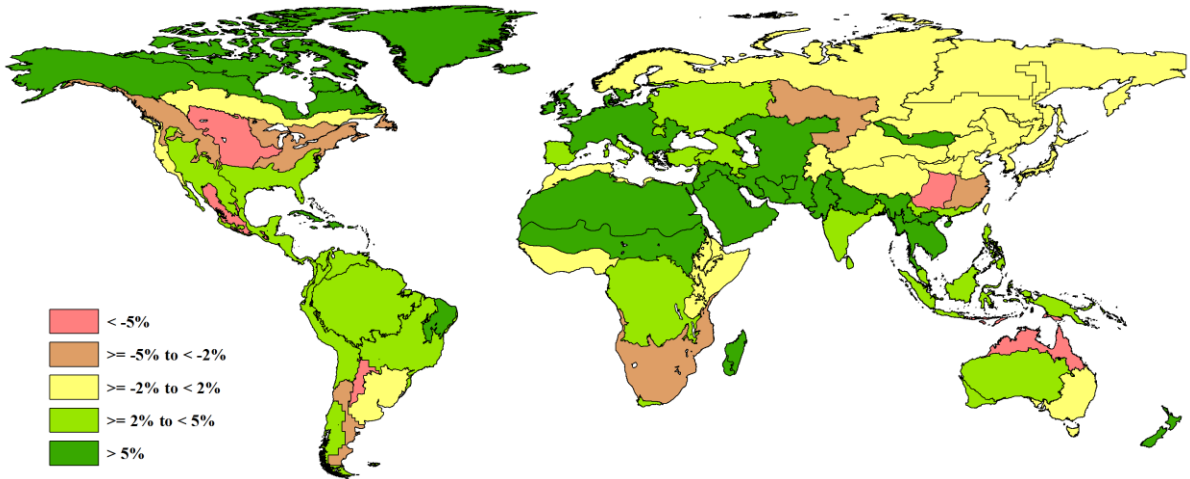 < -5%
>= -5% to < -2%
>= -2% to < 2%
>= 2% to < 5%
> 5%